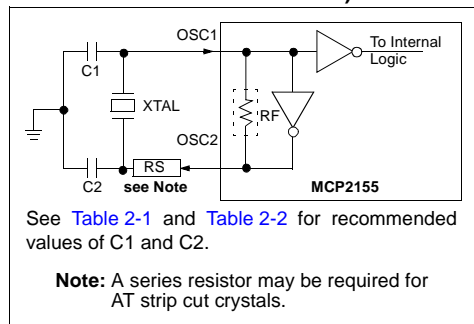 OSC1
To Internal
Logic
C1
XTAL
RF
OSC2
RS
C2
see Note
MCP2155
See Table 2-1 and Table 2-2 for recommended
values of C1 and C2.
Note: A series resistor may be required for
AT strip cut crystals.